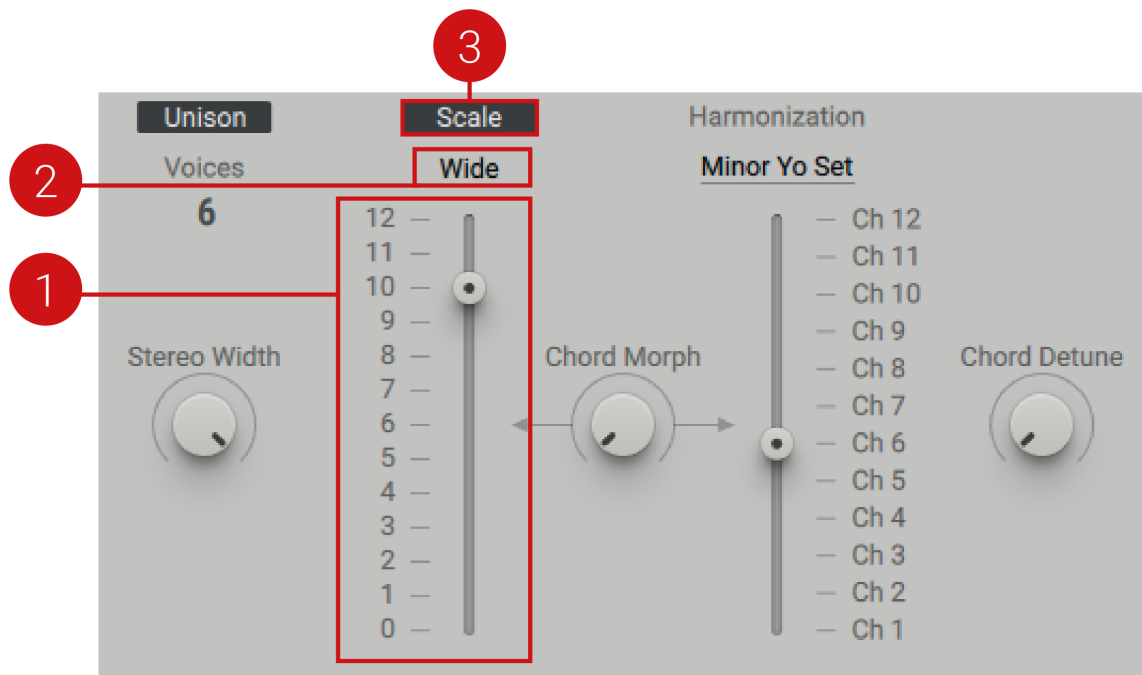 3
Unison
Scale
Harmonization
2
Voices
Wide
Minor Yo Set
6
1
12
11
10
9
8
7
6
5
4
3
2
1
0
Stereo Width
Chord Morph
Ch 12
Ch 11
Ch 10
Ch 9
Ch 8
Ch 7
Ch 6
Ch 5
Ch 4
Ch 3
Ch 2
Ch 1
Chord Detune